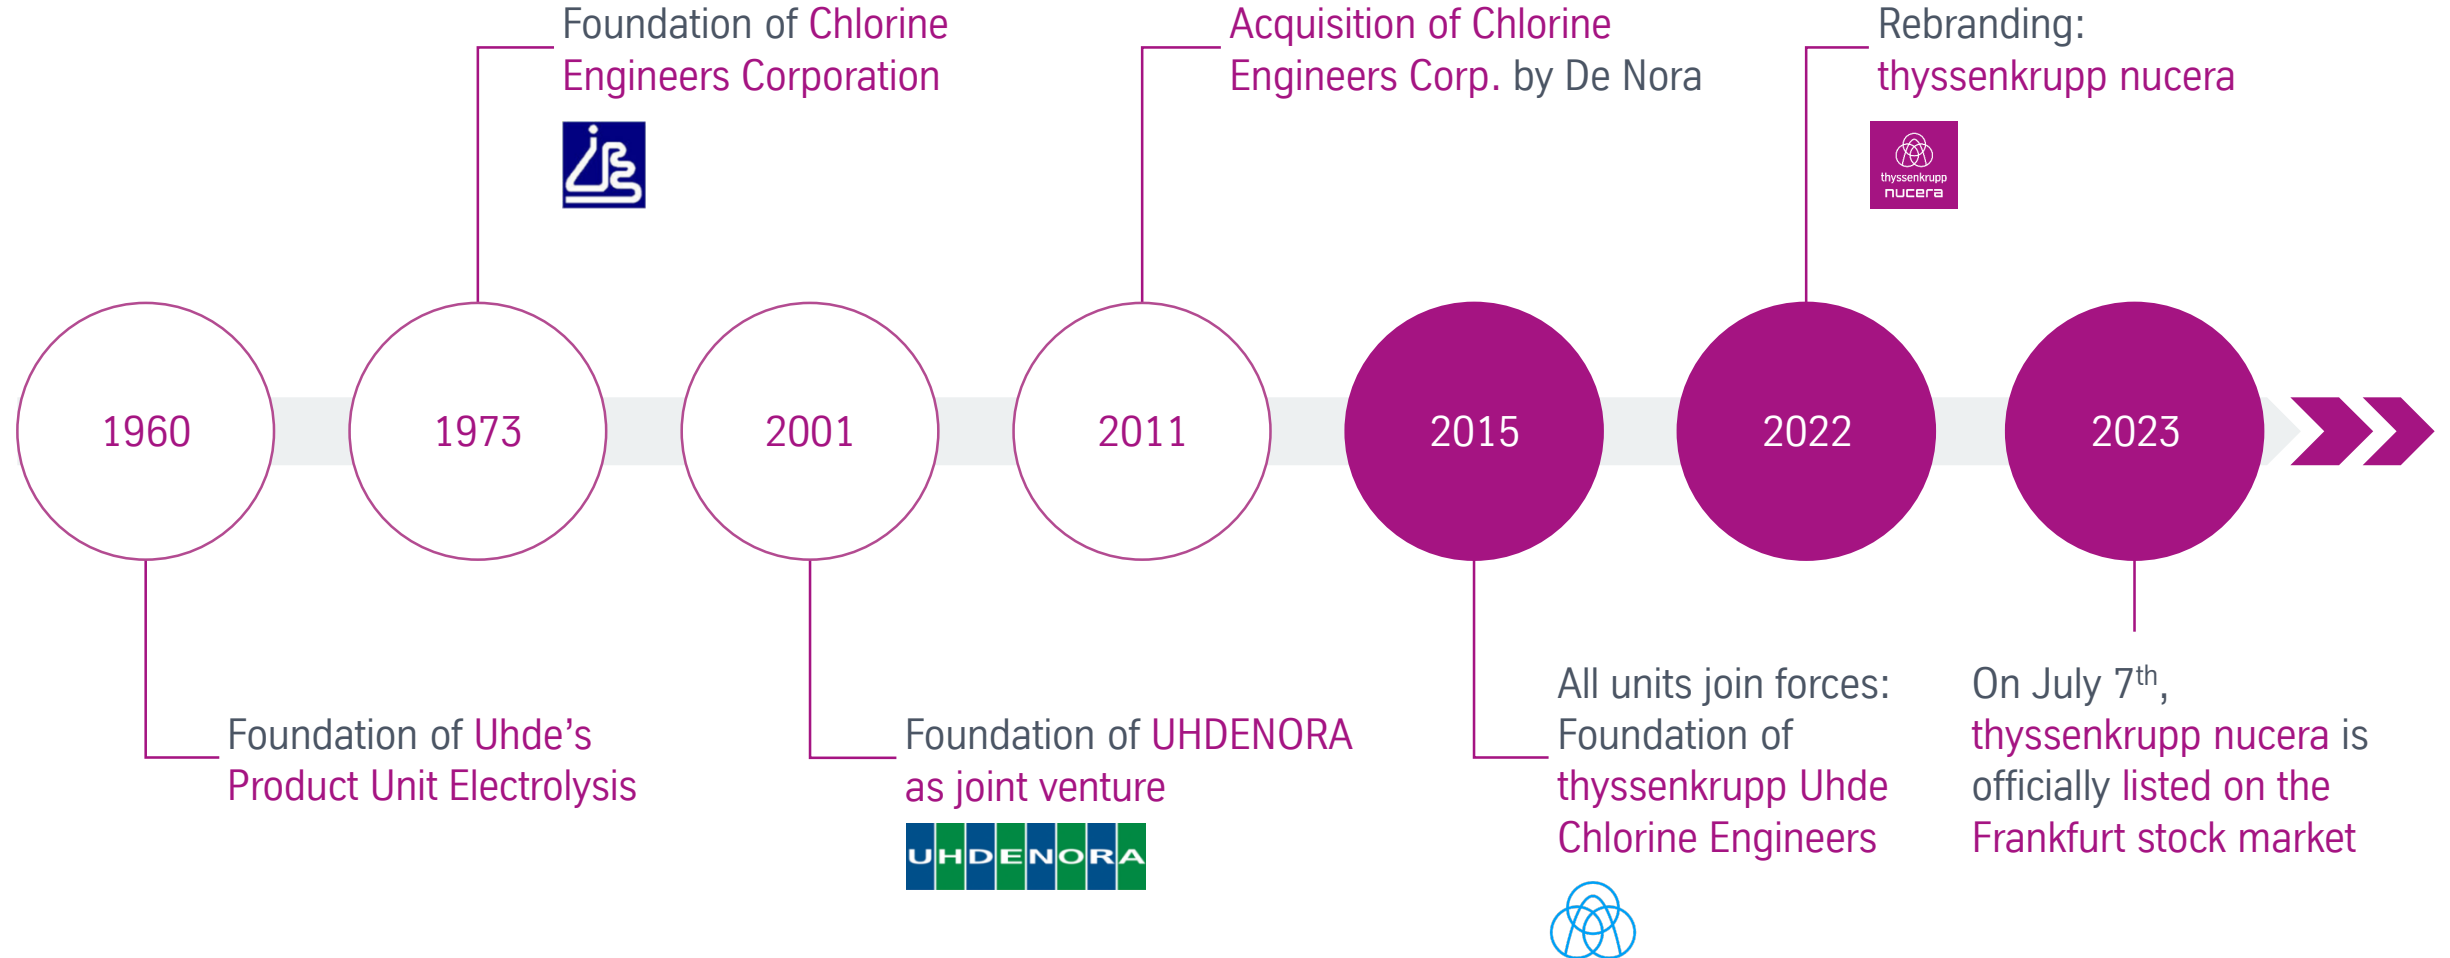 Foundation of Chlorine
Engineers Corporation
Acquisition of Chlorine
Engineers Corp. by De Nora
Rebranding:
thyssenkrupp nucera
thyssenkrupp
nucera
1960
1973
2001
2011
2015
2022
2023
Foundation of Uhde’s
Product Unit Electrolysis
Foundation of UHDENORA
as joint venture
UHDENORA
All units join forces:
Foundation of
thyssenkrupp Uhde
Chlorine Engineers
On July 7th,
thyssenkrupp nucera is
officially listed on the
Frankfurt stock market